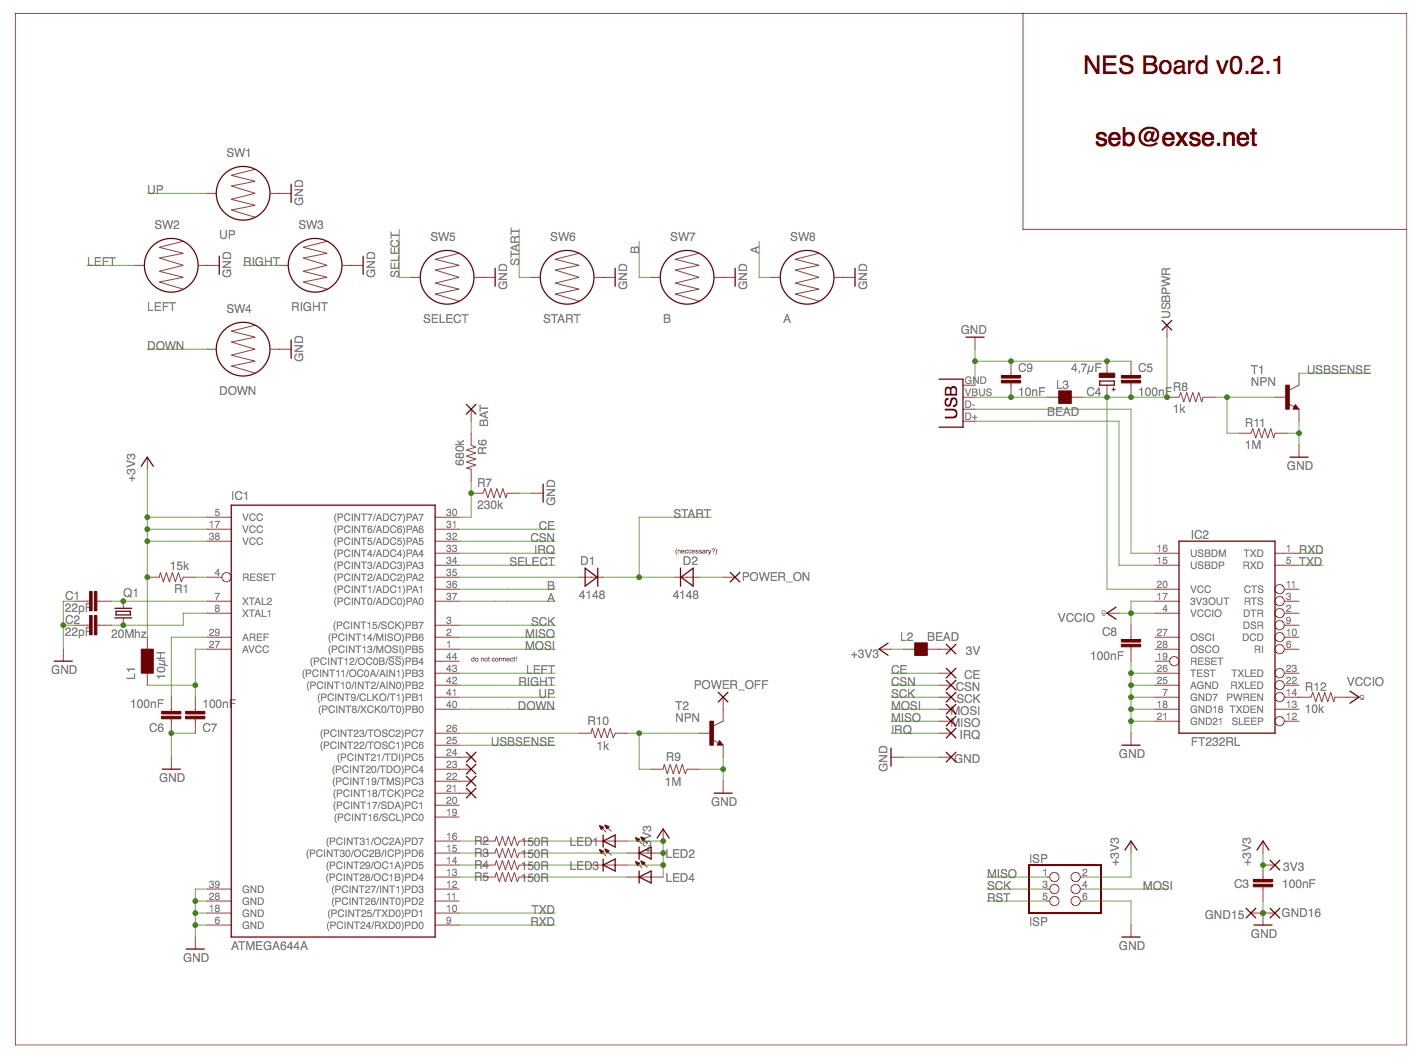 NES Board v0.2.1
seb@exse.net
SW1
UP
GND
UP
SW2
LEFT
GND
LEFT
SW3
RIGHT
GND
RIGHT
SW4
DOWN
GND
DOWN
SW5
SELECT
GND
SELECT
SW6
START
GND
START
SW7
B
GND
B
SW8
A
GND
A
USBPWR
GND
C9
10nF
L3
BEAD
4,7µF
C4
+
C5
100nF
R8
1k
T1
NPN
USBSENSE
R11
1M
GND
USB
GND
VBUS
D-
D+
BAT
680k
R6
R7
230k
GND
+3V3
IC1
5 VCC (PCINT7/ADC7)PA7 30
17 VCC (PCINT6/ADC6)PA6 31 CE
38 VCC (PCINT5/ADC5)PA5 32 CSN
(PCINT4/ADC4)PA4 33 IRQ
(PCINT3/ADC3)PA3 34 SELECT
4 RESET (PCINT2/ADC2)PA2 35
(PCINT1/ADC1)PA1 36 B
7 XTAL2 (PCINT0/ADC0)PA0 37 A
8 XTAL1
(PCINT15/SCK)PB7 3 SCK
29 AREF (PCINT14/MISO)PB6 2 MISO
27 AVCC (PCINT13/MOSI)PB5 1 MOSI
(PCINT12/OC0B/SS)PB4 44 do not connect!
(PCINT11/OC0A/AIN1)PB3 43 LEFT
(PCINT10/INT2/AIN0)PB2 42 RIGHT
(PCINT9/CLKO/T1)PB1 41 UP
(PCINT8/XCK0/T0)PB0 40 DOWN
(PCINT23/TOSC2)PC7 26
(PCINT22/TOSC1)PC6 25 USBSENSE
(PCINT21/TDI)PC5 24
(PCINT20/TDO)PC4 23
(PCINT19/TMS)PC3 22
(PCINT18/TCK)PC2 21
(PCINT17/SDA)PC1 20
(PCINT16/SCL)PC0 19
(PCINT31/OC2A)PD7 16 R2 150R LED1
(PCINT30/OC2B/ICP)PD6 15 R3 150R LED2
(PCINT29/OC1A)PD5 14 R4 150R LED3
(PCINT28/OC1B)PD4 13 R5 150R LED4
39 GND (PCINT27/INT1)PD3 12
28 GND (PCINT26/INT0)PD2 11
18 GND (PCINT25/TXD0)PD1 10 TXD
6 GND (PCINT24/RXD0)PD0 9 RXD
ATMEGA644A
GND
15k
R1
C1
22pF
C2
22pF
Q1
20Mhz
GND
L1
10µH
100nF
C6
100nF
C7
GND
START
D1
4148
(neccessary?)
D2
4148
POWER_ON
POWER_OFF
T2
NPN
R10
1k
R9
1M
GND
+3V3
L2
BEAD
3V
CE CE
CSN CSN
SCK SCK
MOSI MOSI
MISO MISO
IRQ IRQ
GND GND
IC2
16 USBDM TXD 1 RXD
15 USBDP RXD 5 TXD
20 VCC CTS 11
17 3V3OUT RTS 3
4 VCCIO DTR 2
DSR 9
27 OSCI DCD 10
28 OSCO RI 6
19 RESET
26 TEST TXLED 23
25 AGND RXLED 22
7 GND7 PWREN 14
18 GND18 TXDEN 13
21 GND21 SLEEP 12
FT232RL
VCCIO
C8
100nF
GND
R12
10k
VCCIO
ISP
MISO 1 2
SCK 3 4 MOSI
RST 5 6
ISP
+3V3
GND
+3V3
3V3
C3
100nF
GND15
GND16
GND